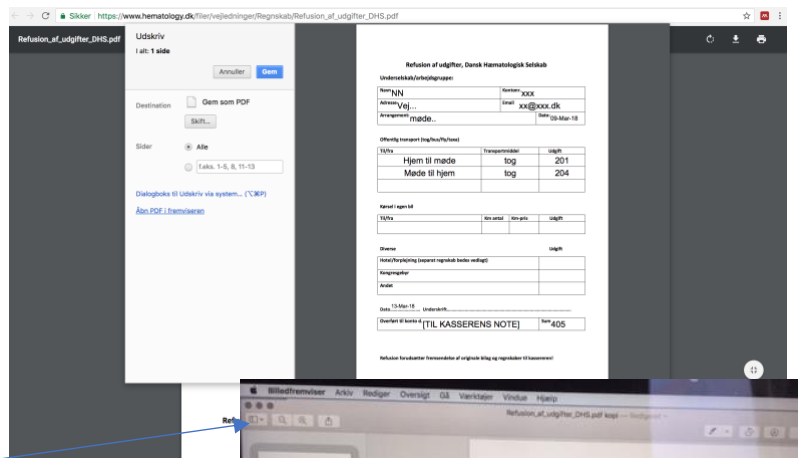 Sikker | https://www.hematology.dk/filer/vejledninger/Regnskab/Refusion_af_udgifter_DHS.pdf
Refusion_af_udgifter_DHS.pdf
Udskriv
I alt: 1 side
Annuller Gem
Destination Gem som PDF
Skift...
Sider Alle
f.eks. 1-5, 8, 11-13
Dialogboks til Udskriv via system... (⌥⌘P)
Åbn PDF i fremviseren
Refusion af udgifter, Dansk Hæmatologisk Selskab
Underselskab/arbejdsgruppe:
Navn NN Kontonr. xxx
Adresse Vej... Email xx@xxx.dk
Arrangement møde.. Dato 09-Mar-18
Offentlig transport (tog/bus/fly/taxa)
Til/fra Transportmiddel Udgift
Hjem til møde tog 201
Møde til hjem tog 204
Kørsel i egen bil
Til/fra Km antal Km-pris Udgift
Diverse Udgift
Hotel/forplejning (separat regnskab bedes vedlagt)
Kongresgebyr
Andet
Dato 13-Mar-18 Underskrift
Overført til konto d. [TIL KASSERENS NOTE] Sum 405
Refusion forudsætter fremsendelse af originale bilag og regnskaber til kasseren!
Billedfremviser Arkiv Rediger Oversigt Gå Værktøjer Vindue Hjælp
Refusion_af_udgifter_DHS.pdf kopi — Redigeret